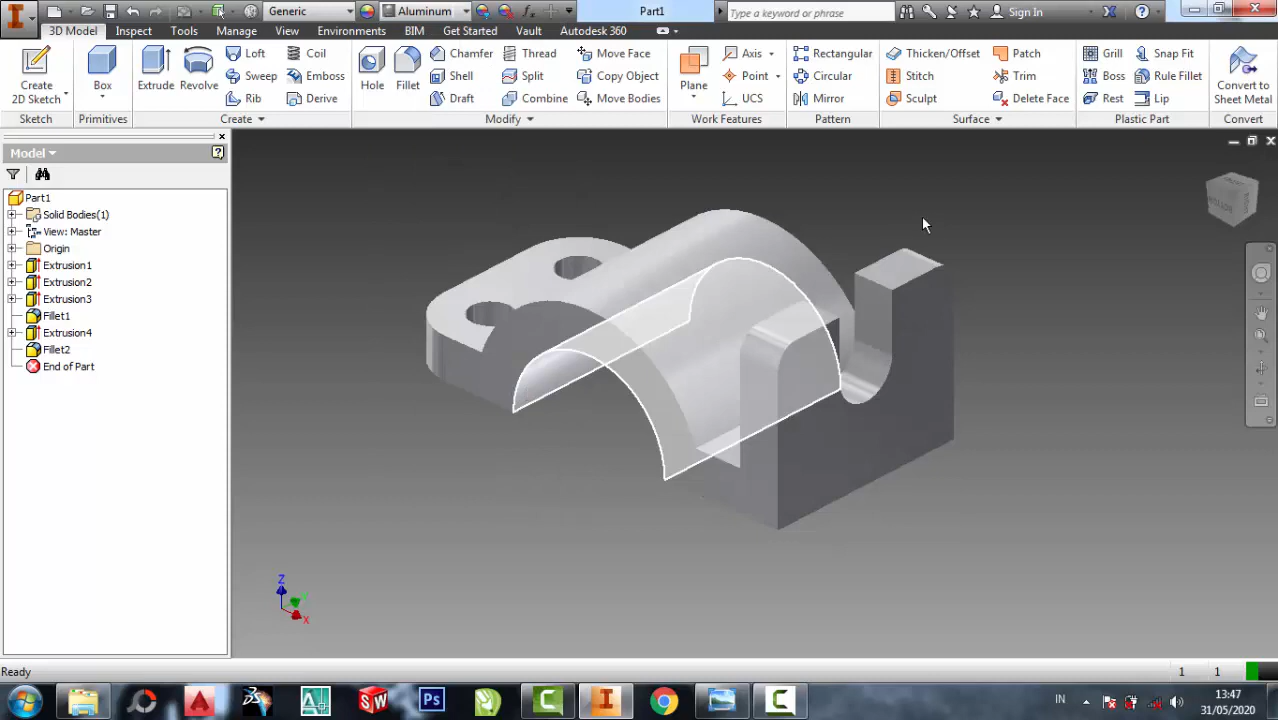 Generic Aluminum Part1 Type a keyword or phrase Sign In
3D Model Inspect Tools Manage View Environments BIM Get Started Vault Autodesk 360
Create 2D Sketch Box Extrude Revolve Loft Coil Hole Fillet Chamfer Thread Move Face Plane Axis Rectangular Thicken/Offset Patch Grill Snap Fit Convert to Sheet Metal
Sweep Emboss Shell Split Copy Object Point Circular Stitch Trim Boss Rule Fillet
Rib Derive Draft Combine Move Bodies UCS Mirror Sculpt Delete Face Rest Lip
Sketch Primitives Create Modify Work Features Pattern Surface Plastic Part Convert
Model
Part1
Solid Bodies(1)
View: Master
Origin
Extrusion1
Extrusion2
Extrusion3
Fillet1
Extrusion4
Fillet2
End of Part
Z
X
Ready 1 1
SW Ps IN 13:47
31/05/2020